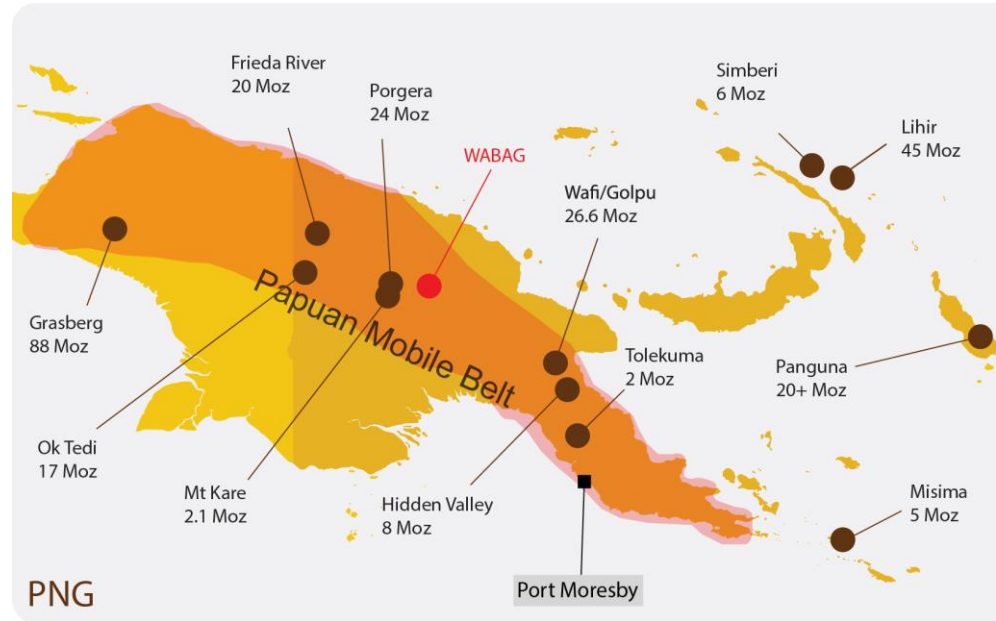 Frieda River
20 Moz
Porgera
24 Moz
WABAG
Simberi
6 Moz
Lihir
45 Moz
Wafi/Golpu
26.6 Moz
Grasberg
88 Moz
Papuan Mobile Belt
Tolekuma
2 Moz
Panguna
20+ Moz
Ok Tedi
17 Moz
Mt Kare
2.1 Moz
Hidden Valley
8 Moz
Misima
5 Moz
Port Moresby
PNG